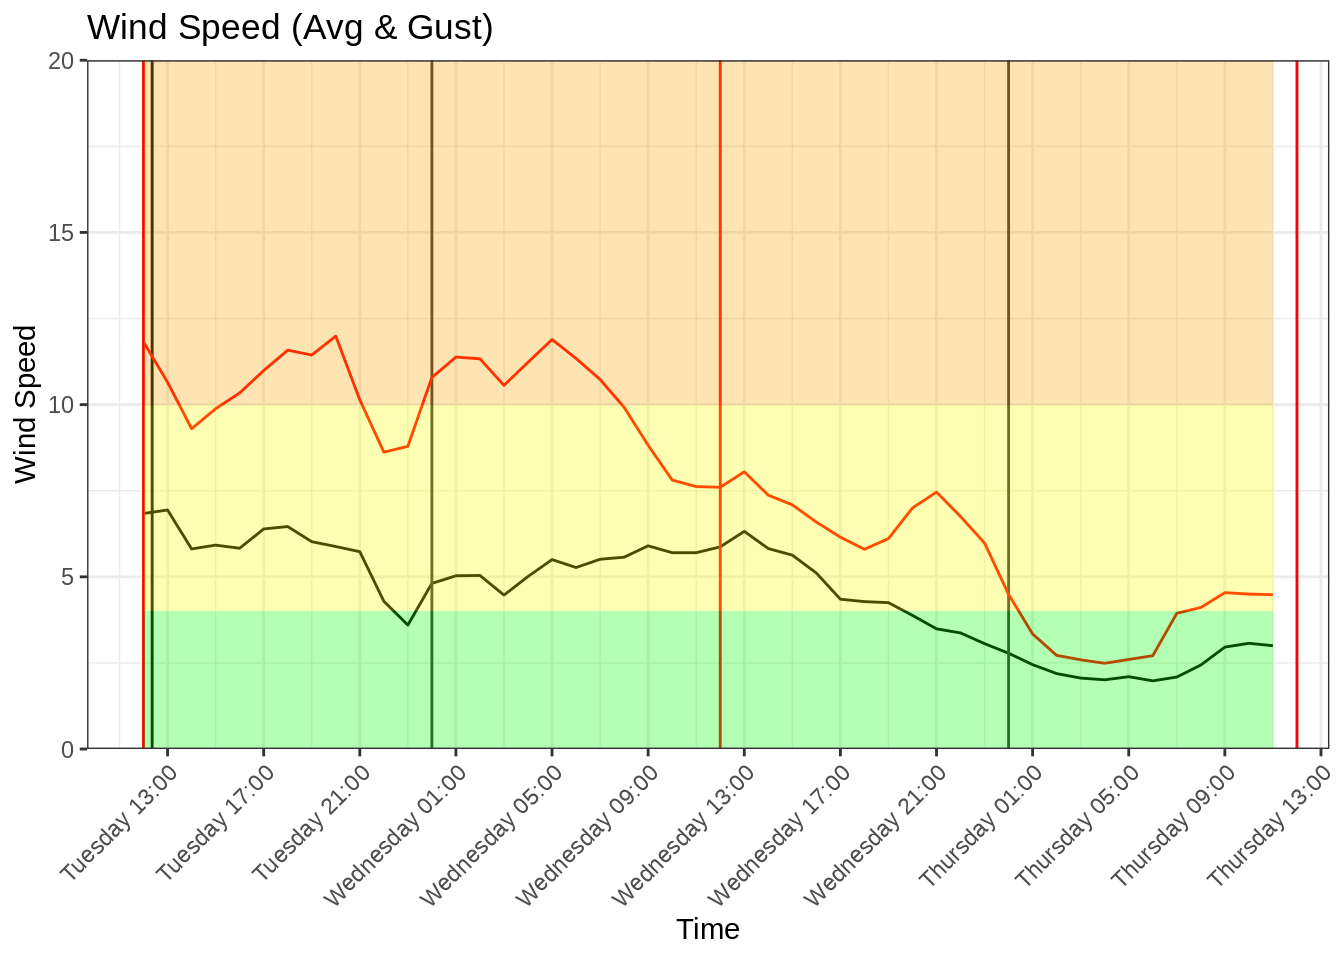 Wind Speed (Avg & Gust)
20
15
10
5
0
Wind Speed
Tuesday 13:00
Tuesday 17:00
Tuesday 21:00
Wednesday 01:00
Wednesday 05:00
Wednesday 09:00
Wednesday 13:00
Wednesday 17:00
Wednesday 21:00
Thursday 01:00
Thursday 05:00
Thursday 09:00
Thursday 13:00
Time